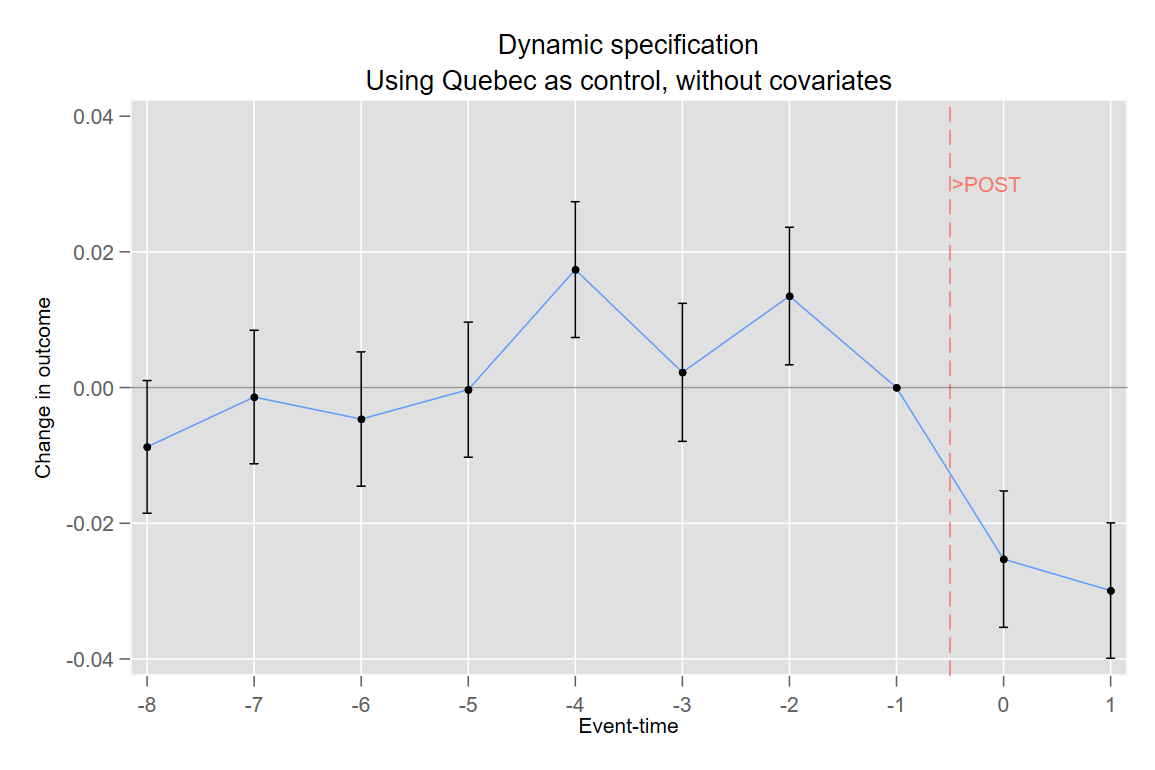 Dynamic specification
Using Quebec as control, without covariates
0.04
0.02
0.00
-0.02
-0.04
Change in outcome
>POST
-8 -7 -6 -5 -4 -3 -2 -1 0 1
Event-time